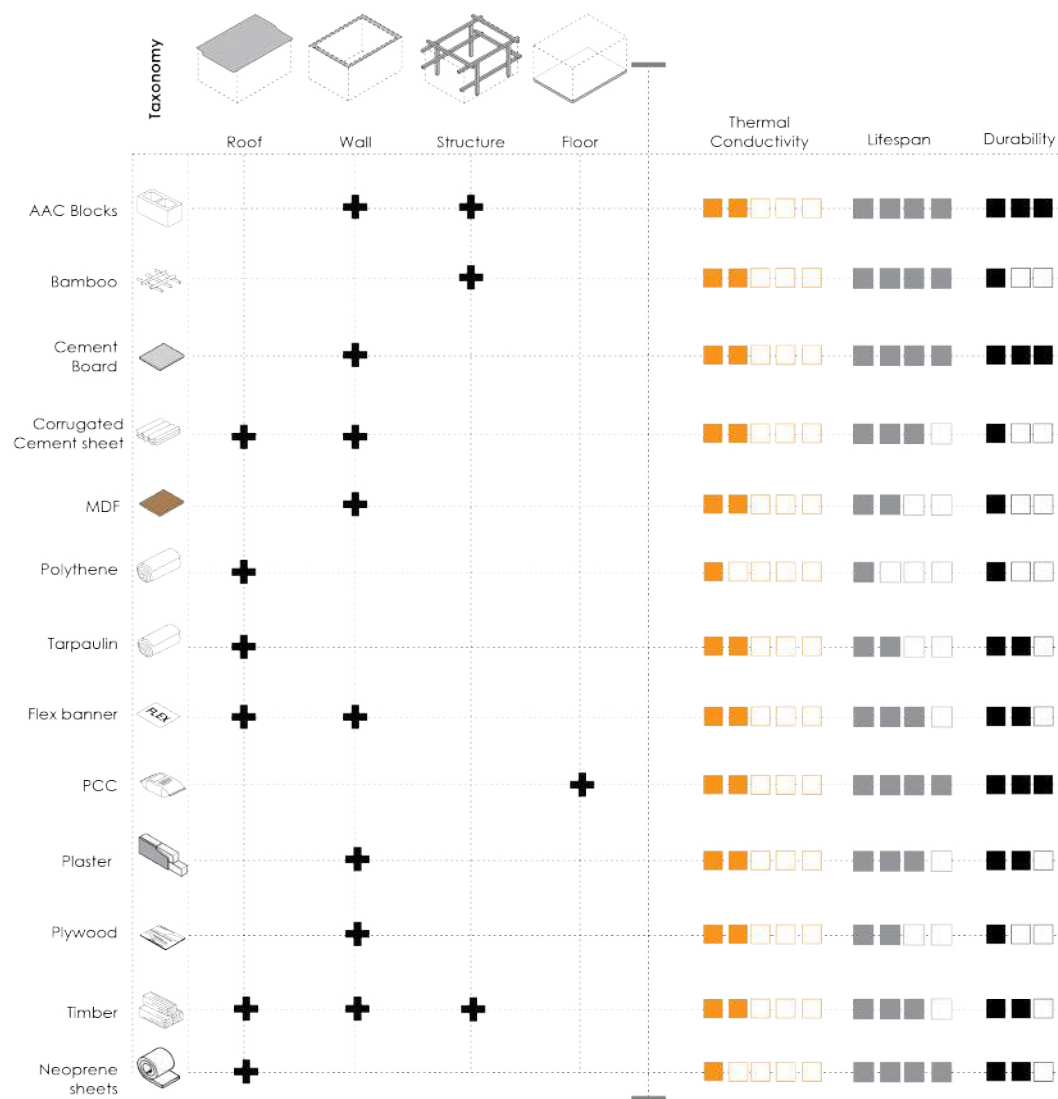 Taxonomy
Roof
Wall
Structure
Floor
Thermal
Conductivity
Lifespan
Durability
AAC Blocks
Bamboo
Cement
Board
Corrugated
Cement sheet
MDF
Polythene
Tarpaulin
Flex banner
FLEX
PCC
Plaster
Plywood
Timber
Neoprene
sheets